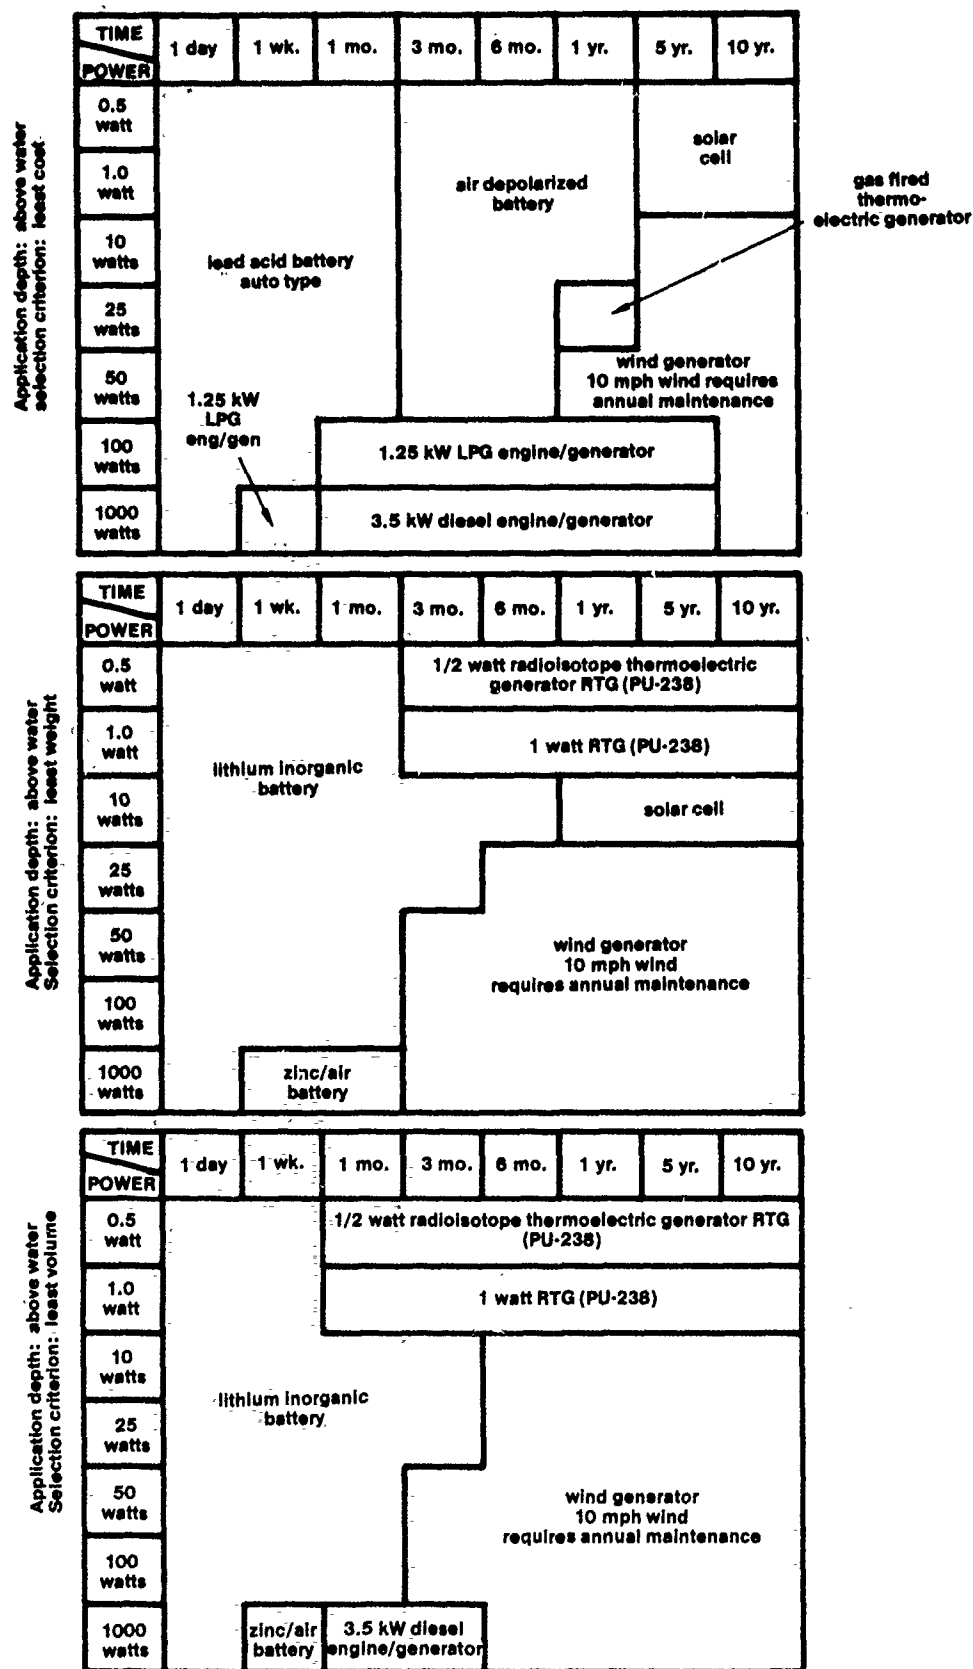 Application depth: above water
selection criterion: least cost
TIME
POWER
1 day
1 wk.
1 mo.
3 mo.
6 mo.
1 yr.
5 yr.
10 yr.
0.5
watt
1.0
watt
10
watts
25
watts
50
watts
100
watts
1000
watts
lead acid battery
auto type
air depolarized
battery
solar
cell
gas fired
thermo-
electric generator
wind generator
10 mph wind requires
annual maintenance
1.25 kW
LPG
eng/gen
1.25 kW LPG engine/generator
3.5 kW diesel engine/generator
Application depth: above water
Selection criterion: least weight
TIME
POWER
1 day
1 wk.
1 mo.
3 mo.
6 mo.
1 yr.
5 yr.
10 yr.
0.5
watt
1.0
watt
10
watts
25
watts
50
watts
100
watts
1000
watts
1/2 watt radioisotope thermoelectric
generator RTG (PU-238)
1 watt RTG (PU-238)
lithium inorganic
battery
solar cell
wind generator
10 mph wind
requires annual maintenance
zinc/air
battery
Application depth: above water
Selection criterion: least volume
TIME
POWER
1 day
1 wk.
1 mo.
3 mo.
6 mo.
1 yr.
5 yr.
10 yr.
0.5
watt
1.0
watt
10
watts
25
watts
50
watts
100
watts
1000
watts
1/2 watt radioisotope thermoelectric generator RTG
(PU-238)
1 watt RTG (PU-238)
lithium inorganic
battery
wind generator
10 mph wind
requires annual maintenance
zinc/air
battery
3.5 kW diesel
engine/generator